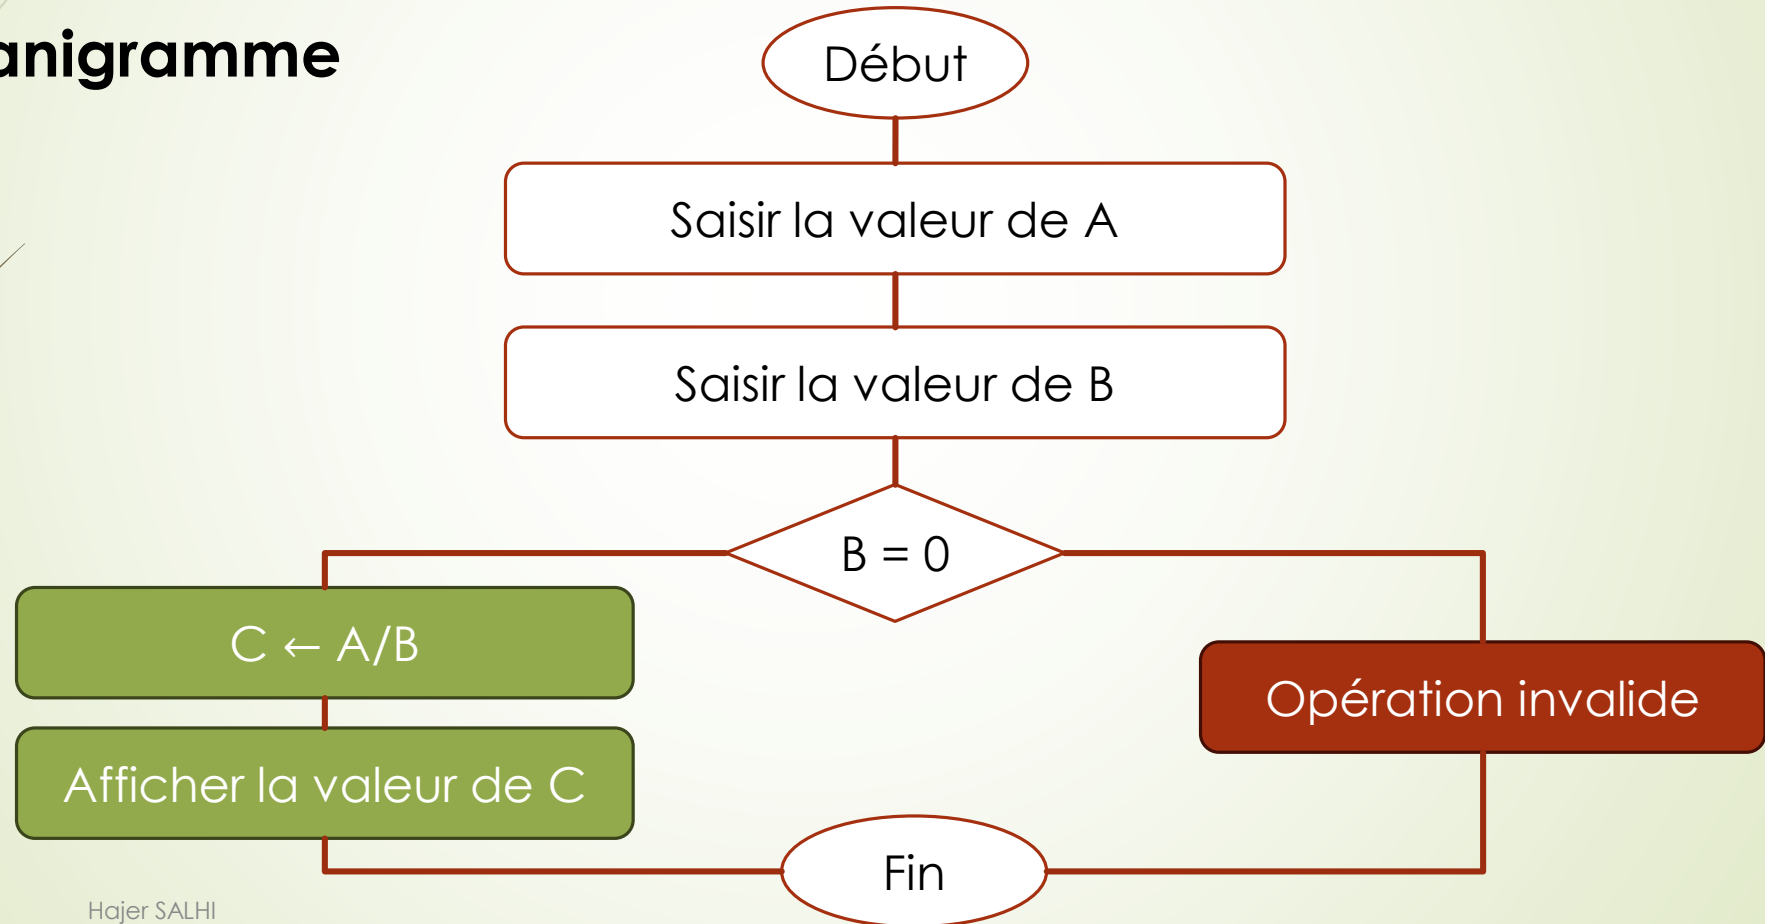 anigramme
Début
Saisir la valeur de A
Saisir la valeur de B
B = 0
C ← A/B
Afficher la valeur de C
Opération invalide
Fin
Hajer SALHI